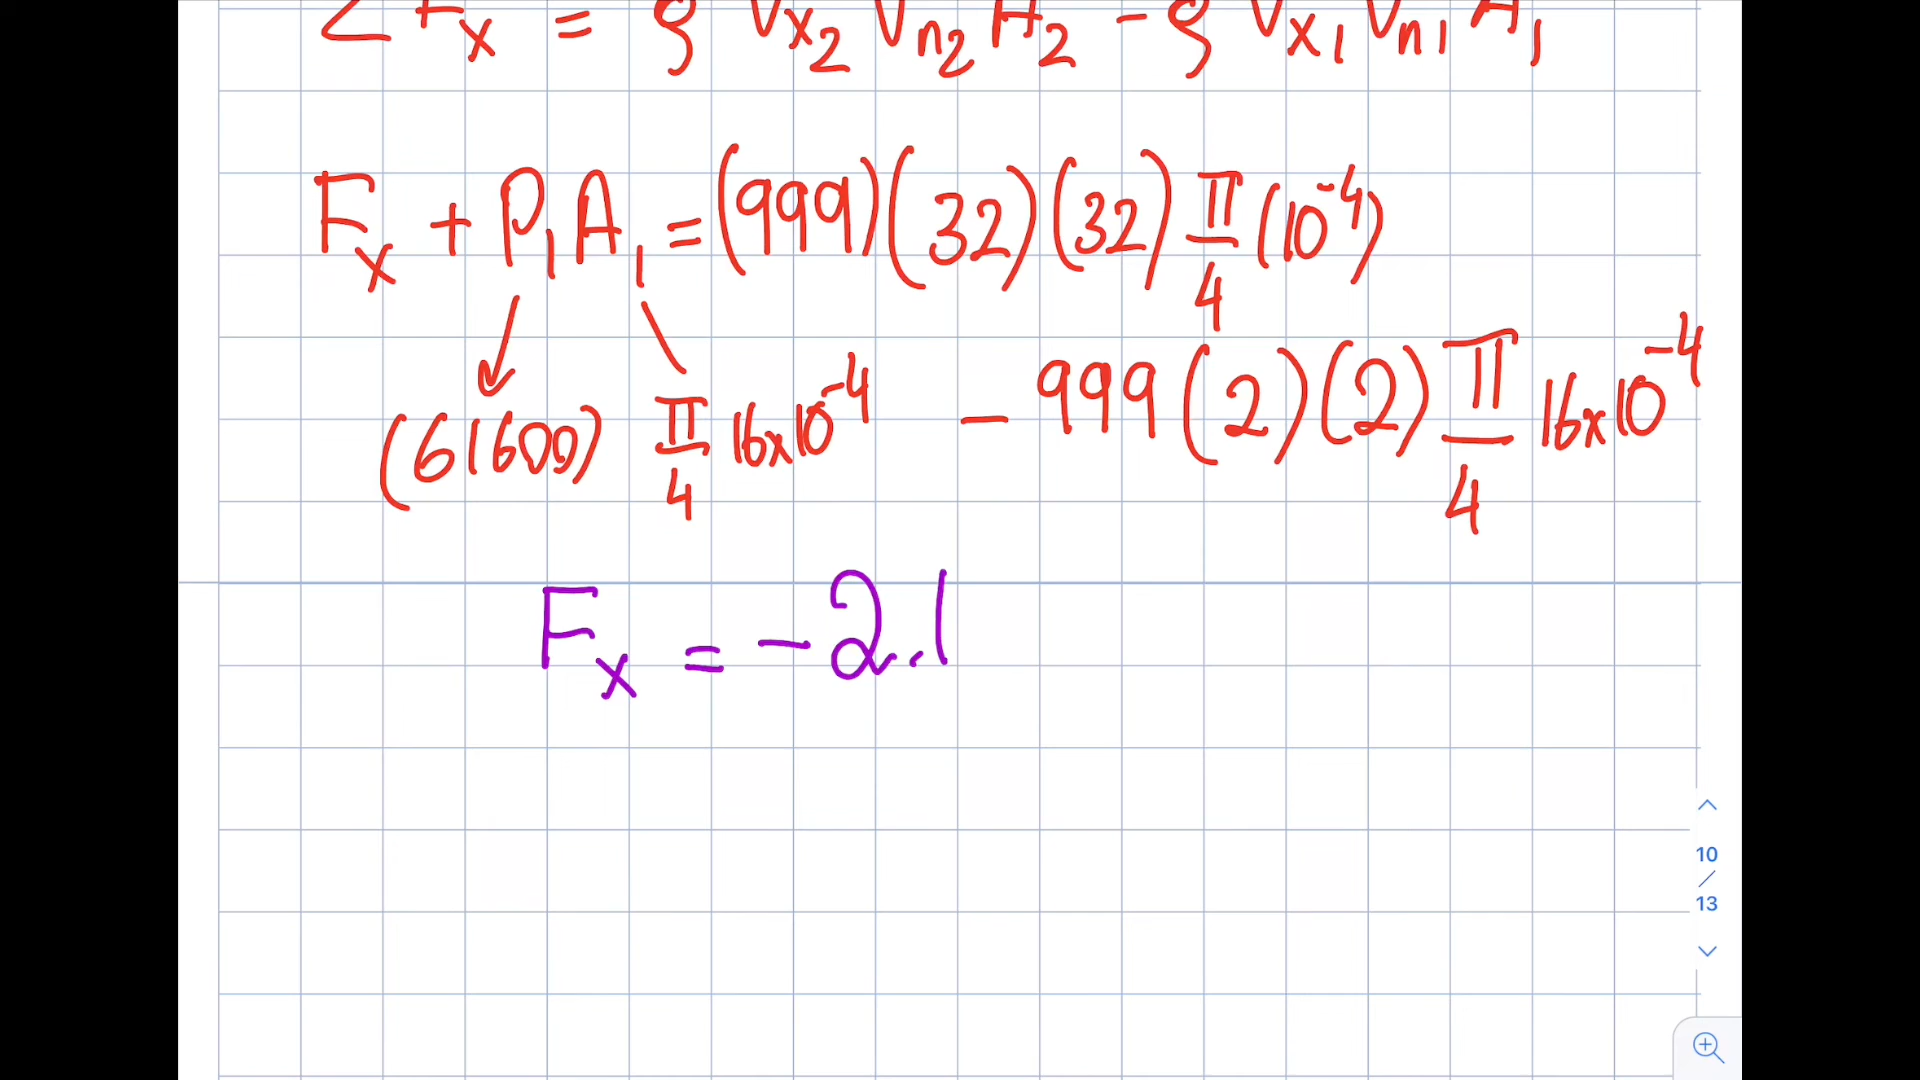 ΣFx = ρ Vx2 Vn2 A2 - ρ Vx1 Vn1 A1
Fx + P1A1 = (999)(32)(32) π/4 (10^-4)
(61600) π/4 16x10^-4 - 999(2)(2) π/4 16x10^-4
Fx = -2.1
10
/
13